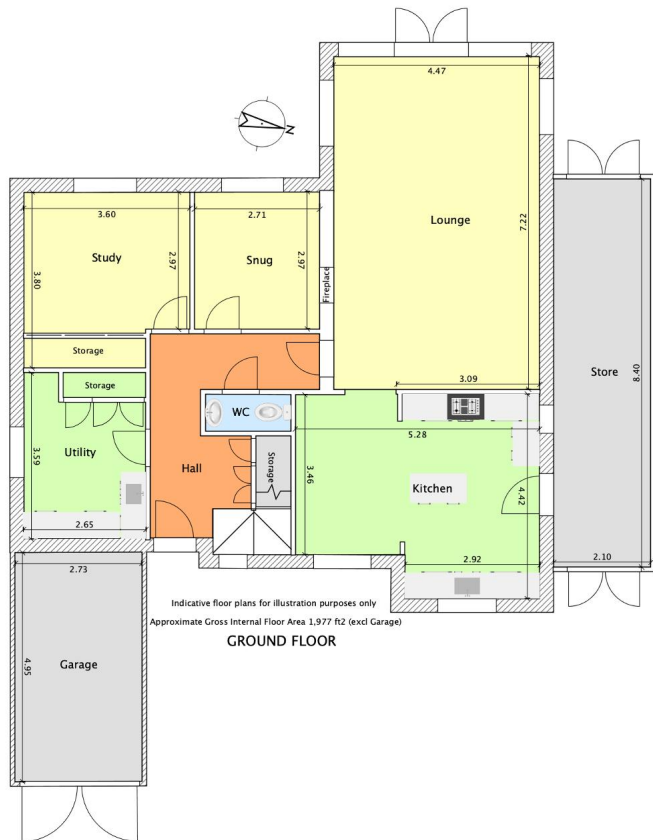 4.47
N
3.60
2.71
Lounge
7.22
Study
2.97
Snug
2.97
3.80
Fireplace
Storage
Store
8.40
3.09
Storage
WC
5.28
3.59
Utility
Hall
Storage
3.46
Kitchen
4.42
2.65
2.73
2.92
2.10
Indicative floor plans for illustration purposes only
Approximate Gross Internal Floor Area 1,977 ft2 (excl Garage)
GROUND FLOOR
4.95
Garage